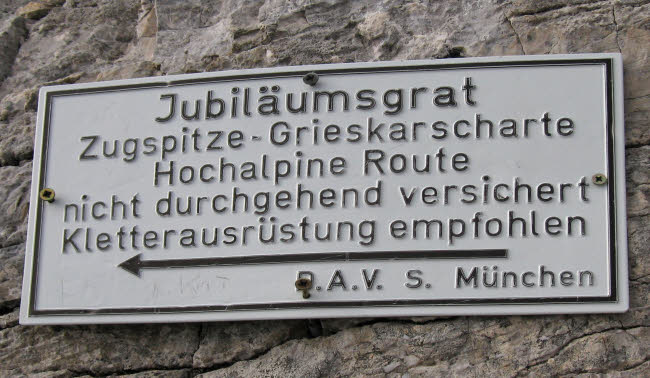 Jubiläumsgrat
Zugspitze-Grieskarscharte
Hochalpine Route
nicht durchgehend versichert
Kletterausrüstung empfohlen
D.A.V. S. München